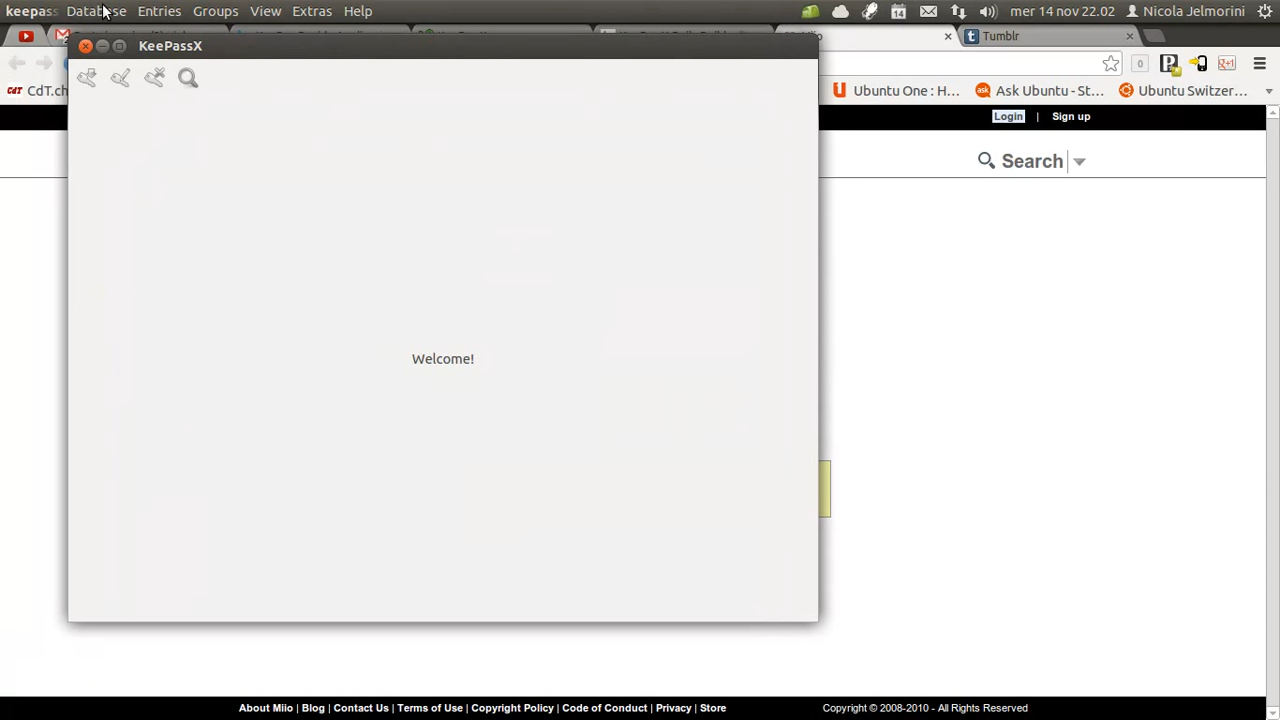 keepass Database Entries Groups View Extras Help mer 14 nov 22.02 Nicola Jelmorini
Tumblr
KeePassX
CdT.ch Ubuntu One : H... Ask Ubuntu - St... Ubuntu Switzer...
Login | Sign up
Search
Welcome!
About Miio | Blog | Contact Us | Terms of Use | Copyright Policy | Code of Conduct | Privacy | Store Copyright © 2008-2010 - All Rights Reserved